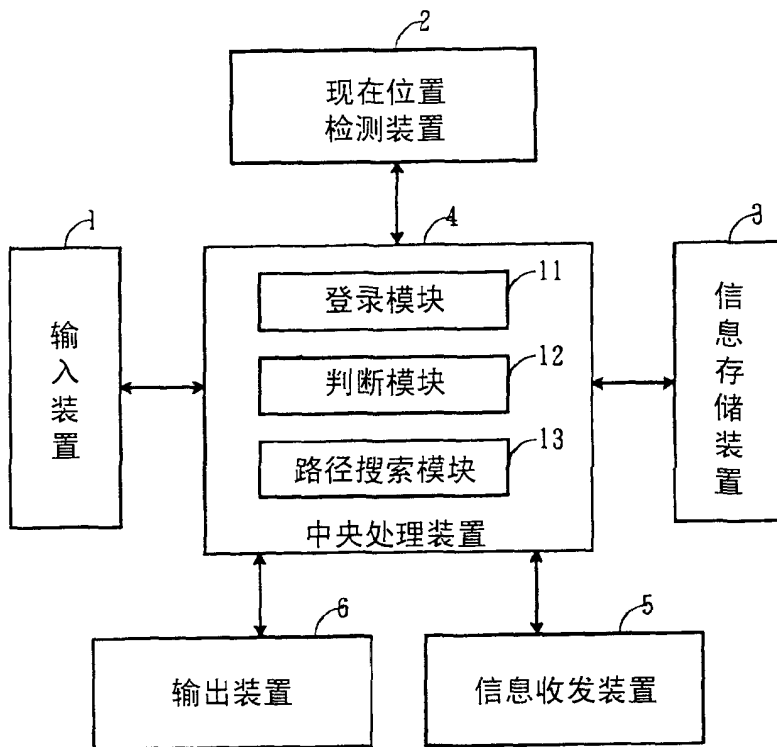 2
现在位置
检测装置
1
4
3
输入装置
登录模块
11
判断模块
12
路径搜索模块
13
中央处理装置
信息存储装置
6
5
输出装置
信息收发装置